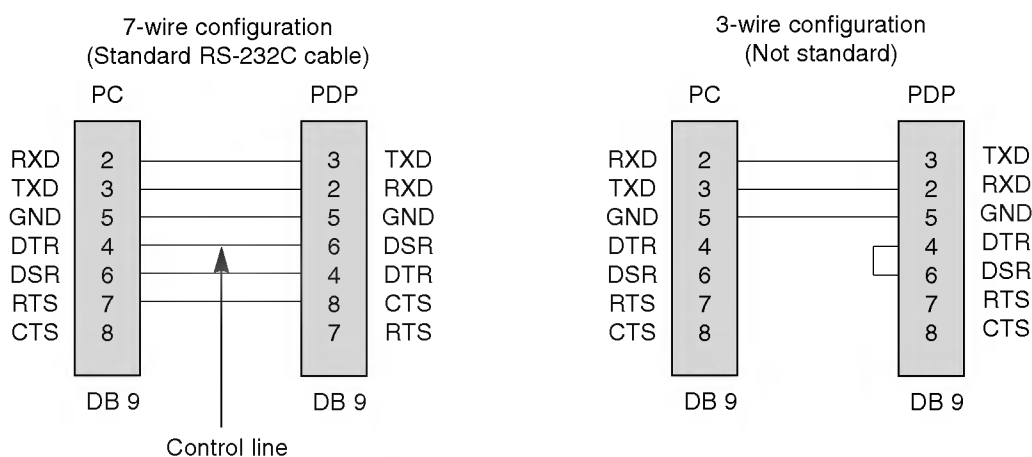 7-wire configuration
(Standard RS-232C cable)
PC PDP
RXD 2 3 TXD
TXD 3 2 RXD
GND 5 5 GND
DTR 4 6 DSR
DSR 6 4 DTR
RTS 7 8 CTS
CTS 8 7 RTS
DB 9 DB 9
Control line
3-wire configuration
(Not standard)
PC PDP
RXD 2 3 TXD
TXD 3 2 RXD
GND 5 5 GND
DTR 4 4 DTR
DSR 6 6 DSR
RTS 7 7 RTS
CTS 8 8 CTS
DB 9 DB 9